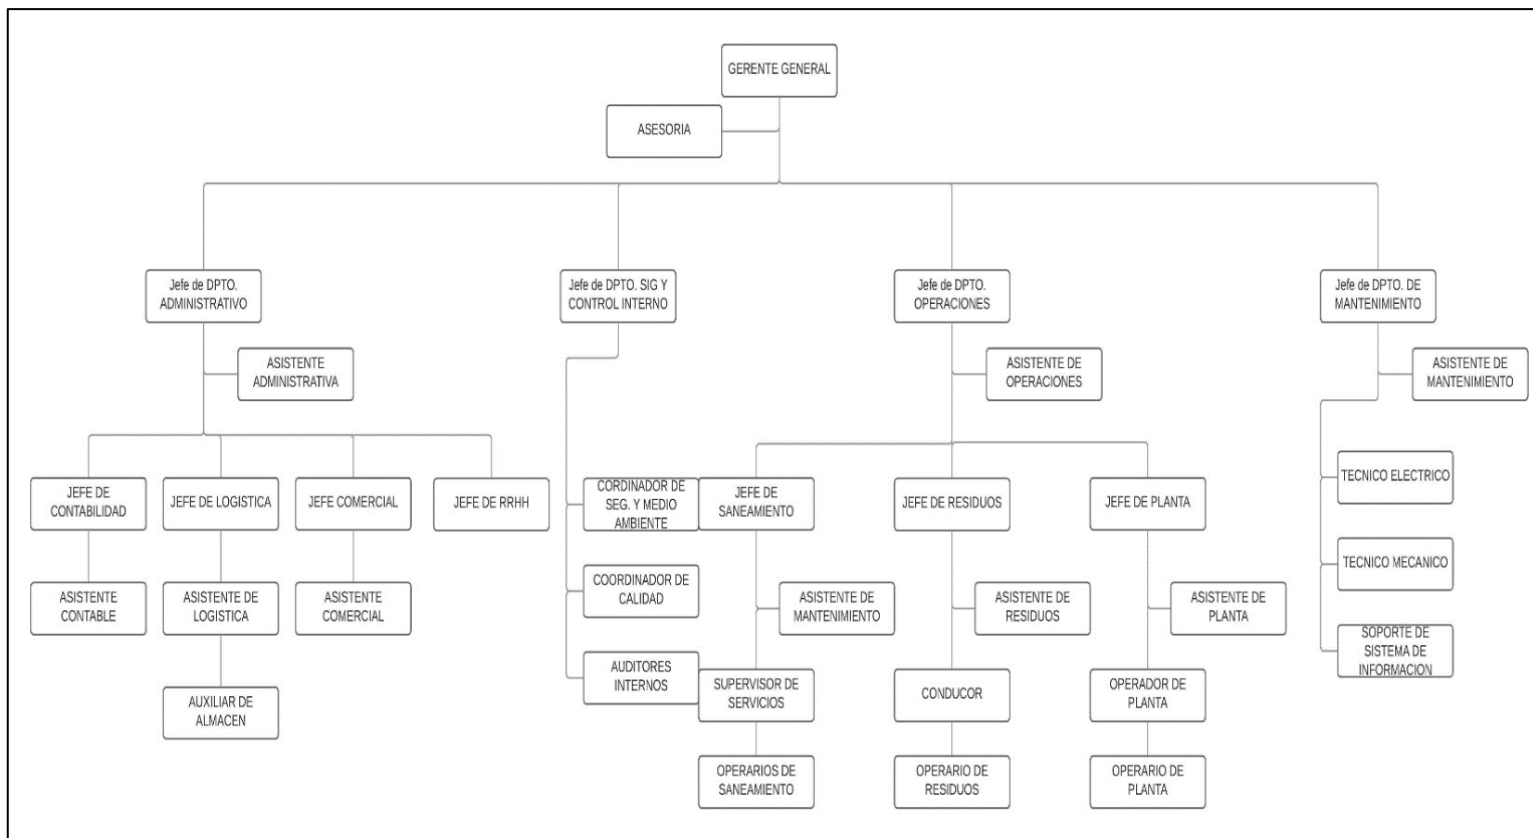 GERENTE GENERAL
ASESORIA
Jefe de DPTO.
ADMINISTRATIVO
Jefe de DPTO. SIG Y
CONTROL INTERNO
Jefe de DPTO.
OPERACIONES
Jefe de DPTO. DE
MANTENIMIENTO
ASISTENTE
ADMINISTRATIVA
ASISTENTE DE
OPERACIONES
ASISTENTE DE
MANTENIMIENTO
JEFE DE
CONTABILIDAD
JEFE DE LOGISTICA
JEFE COMERCIAL
JEFE DE RRHH
CORDINADOR DE
SEG. Y MEDIO
AMBIENTE
JEFE DE
SANEAMIENTO
JEFE DE RESIDUOS
JEFE DE PLANTA
TECNICO ELECTRICO
ASISTENTE
CONTABLE
ASISTENTE DE
LOGISTICA
ASISTENTE
COMERCIAL
COORDINADOR DE
CALIDAD
ASISTENTE DE
MANTENIMIENTO
ASISTENTE DE
RESIDUOS
ASISTENTE DE
PLANTA
TECNICO MECANICO
AUXILIAR DE
ALMACEN
AUDITORES
INTERNOS
SUPERVISOR DE
SERVICIOS
CONDUCOR
OPERADOR DE
PLANTA
SOPORTE DE
SISTEMA DE
INFORMACION
OPERARIOS DE
SANEAMIENTO
OPERARIO DE
RESIDUOS
OPERARIO DE
PLANTA